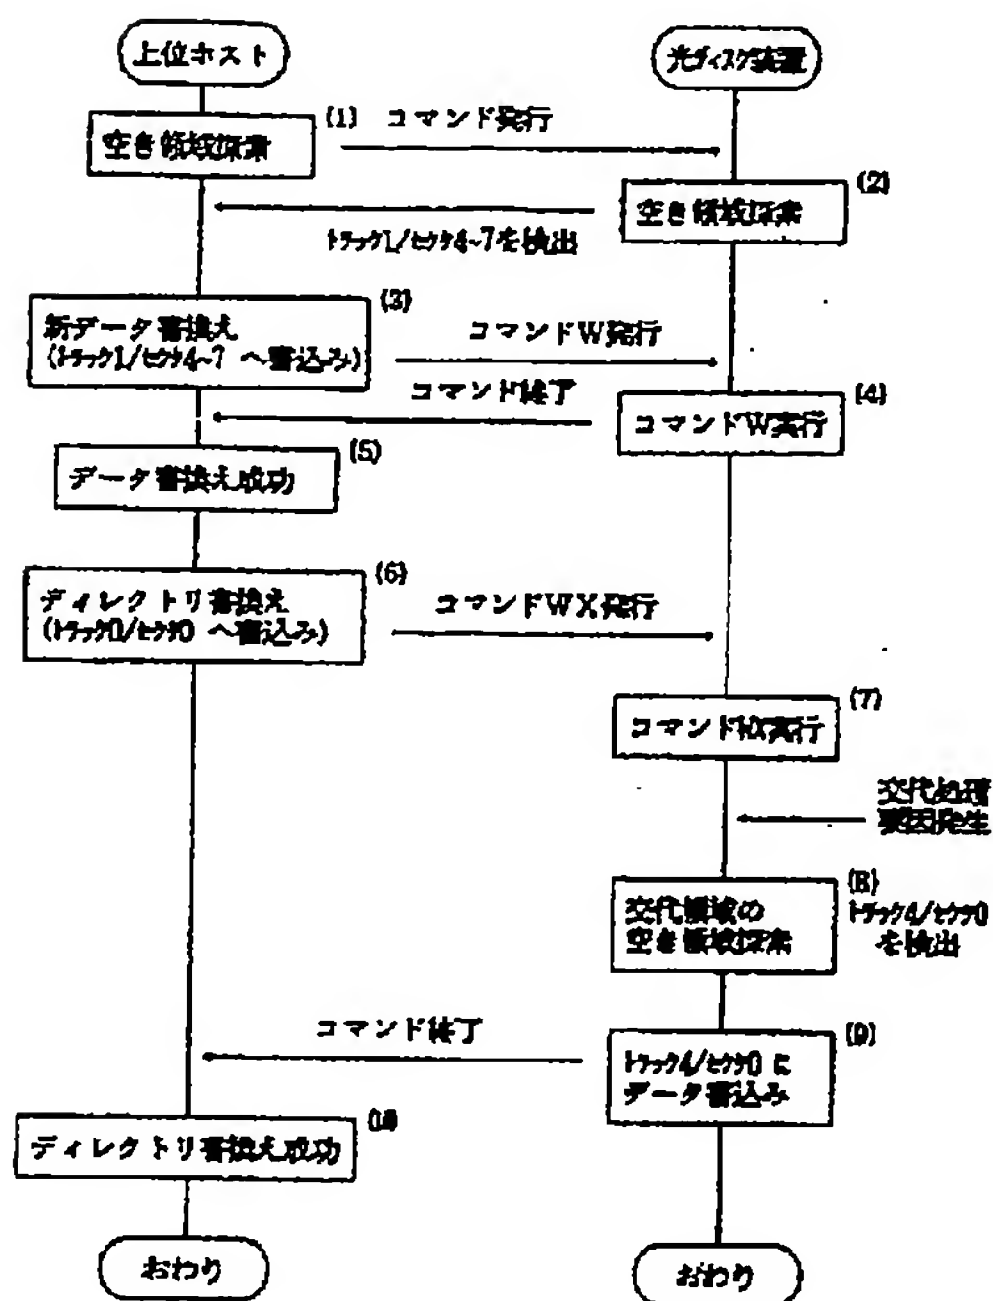 上位ホスト
光ディスク装置
空き領域探索
(1)
コマンド発行
空き領域探索
(2)
トラック1/セクタ4~7を検出
新データ書換え
(トラック1/セクタ4~7 へ書込み)
(3)
コマンドW発行
コマンド終了
コマンドW実行
(4)
データ書換え成功
(5)
ディレクトリ書換え
(トラック0/セクタ0 へ書込み)
(6)
コマンドWX発行
コマンドWX実行
(7)
交代処理
要因発生
交代領域の
空き領域探索
(8)
トラック4/セクタ0
を検出
コマンド終了
トラック4/セクタ0 に
データ書込み
(9)
ディレクトリ書換え成功
(10)
おわり
おわり